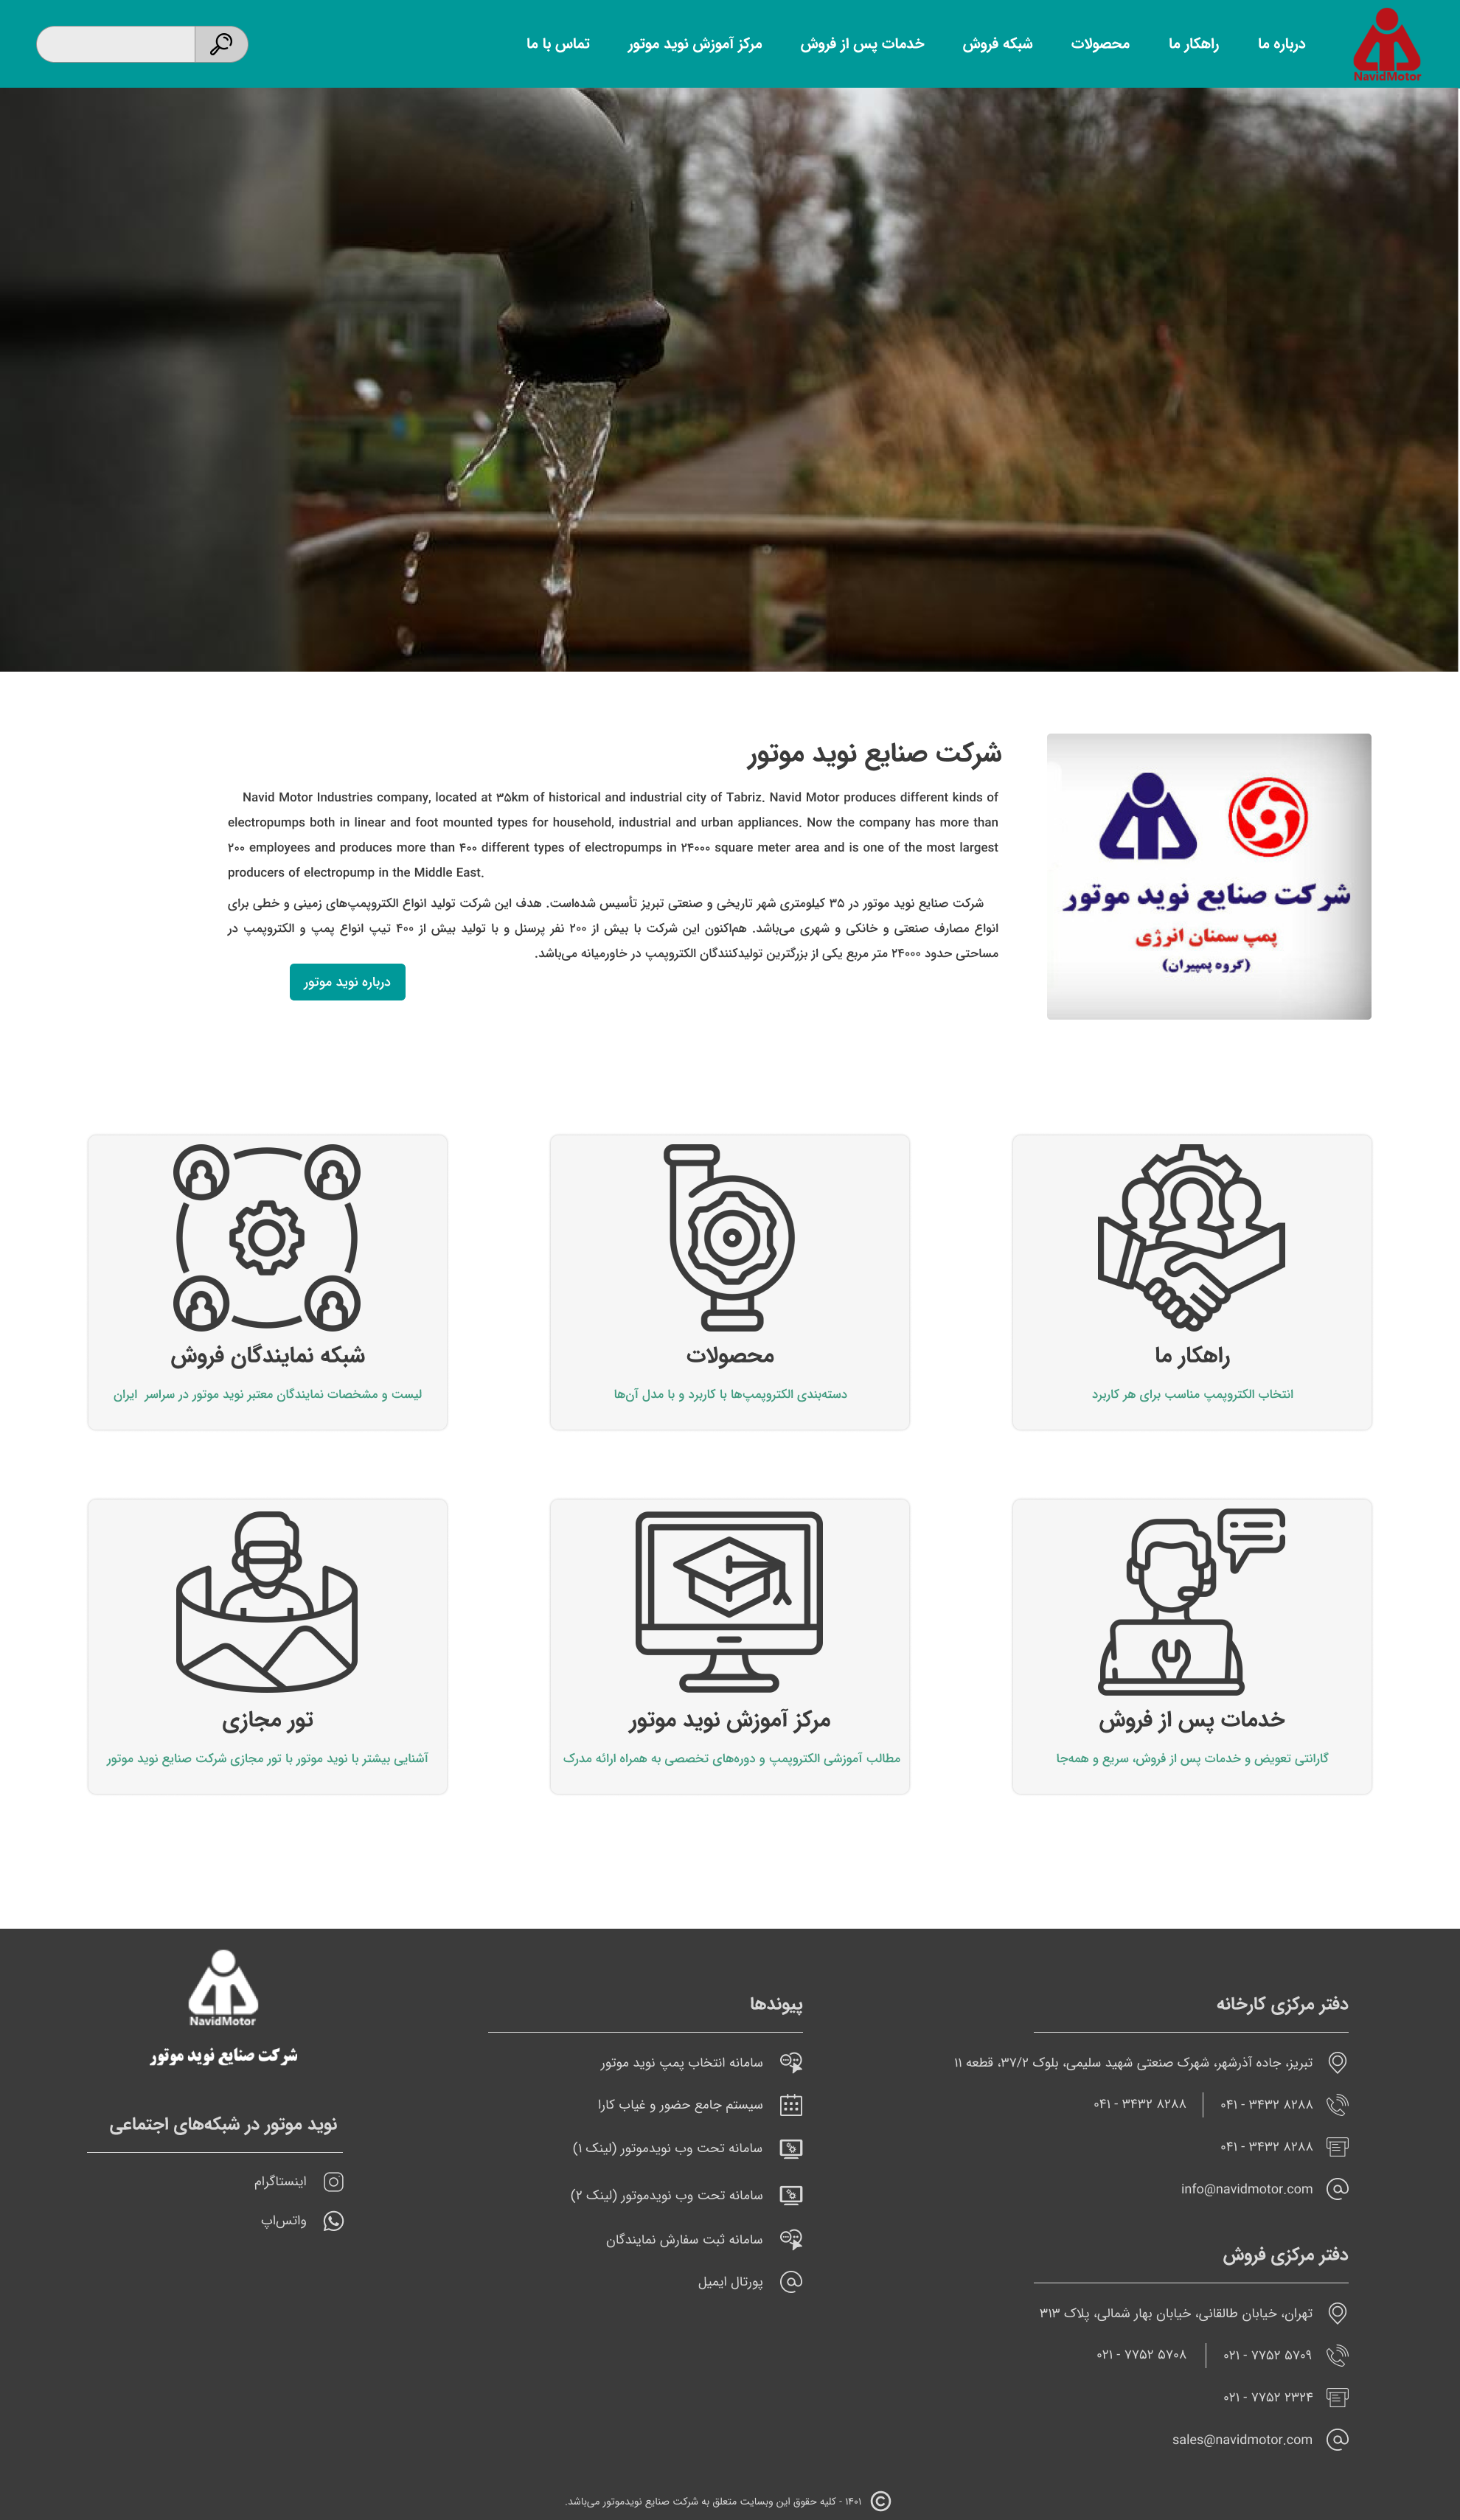 NavidMotor
درباره ما
راهکار ما
محصولات
شبکه فروش
خدمات پس از فروش
مرکز آموزش نوید موتور
تماس با ما
شرکت صنایع نوید موتور
پمپ سمنان انرژی
(گروه پمپیران)
شرکت صنایع نوید موتور
Navid Motor Industries company, located at ۳۵km of historical and industrial city of Tabriz. Navid Motor produces different kinds of
electropumps both in linear and foot mounted types for household, industrial and urban appliances. Now the company has more than
۲۰۰ employees and produces more than ۴۰۰ different types of electropumps in ۲۴۰۰۰ square meter area and is one of the most largest
producers of electropump in the Middle East.
شرکت صنایع نوید موتور در ۳۵ کیلومتری شهر تاریخی و صنعتی تبریز تأسیس شده‌است. هدف این شرکت تولید انواع الکتروپمپ‌های زمینی و خطی برای
انواع مصارف صنعتی و خانکی و شهری می‌باشد. هم‌اکنون این شرکت با بیش از ۲۰۰ نفر پرسنل و با تولید بیش از ۴۰۰ تیپ انواع پمپ و الکتروپمپ در
مساحتی حدود ۲۴۰۰۰ متر مربع یکی از بزرگترین تولیدکنندگان الکتروپمپ در خاورمیانه می‌باشد.
درباره نوید موتور
راهکار ما
انتخاب الکتروپمپ مناسب برای هر کاربرد
محصولات
دسته‌بندی الکتروپمپ‌ها با کاربرد و با مدل آن‌ها
شبکه نمایندگان فروش
لیست و مشخصات نمایندگان معتبر نوید موتور در سراسر ایران
خدمات پس از فروش
گارانتی تعویض و خدمات پس از فروش، سریع و همه‌جا
مرکز آموزش نوید موتور
مطالب آموزشی الکتروپمپ و دوره‌های تخصصی به همراه ارائه مدرک
تور مجازی
آشنایی بیشتر با نوید موتور با تور مجازی شرکت صنایع نوید موتور
دفتر مرکزی کارخانه
تبریز، جاده آذرشهر، شهرک صنعتی شهید سلیمی، بلوک ۳۷/۲، قطعه ۱۱
۰۴۱ - ۳۴۳۲ ۸۲۸۸
۰۴۱ - ۳۴۳۲ ۸۲۸۸
۰۴۱ - ۳۴۳۲ ۸۲۸۸
info@navidmotor.com
دفتر مرکزی فروش
تهران، خیابان طالقانی، خیابان بهار شمالی، پلاک ۳۱۳
۰۲۱ - ۷۷۵۲ ۵۷۰۹
۰۲۱ - ۷۷۵۲ ۵۷۰۸
۰۲۱ - ۷۷۵۲ ۲۳۲۴
sales@navidmotor.com
پیوندها
سامانه انتخاب پمپ نوید موتور
سیستم جامع حضور و غیاب کارا
سامانه تحت وب نویدموتور (لینک ۱)
سامانه تحت وب نویدموتور (لینک ۲)
سامانه ثبت سفارش نمایندگان
پورتال ایمیل
NavidMotor
شرکت صنایع نوید موتور
نوید موتور در شبکه‌های اجتماعی
اینستاگرام
واتس‌اپ
۱۴۰۱ - کلیه حقوق این وبسایت متعلق به شرکت صنایع نویدموتور می‌باشد.